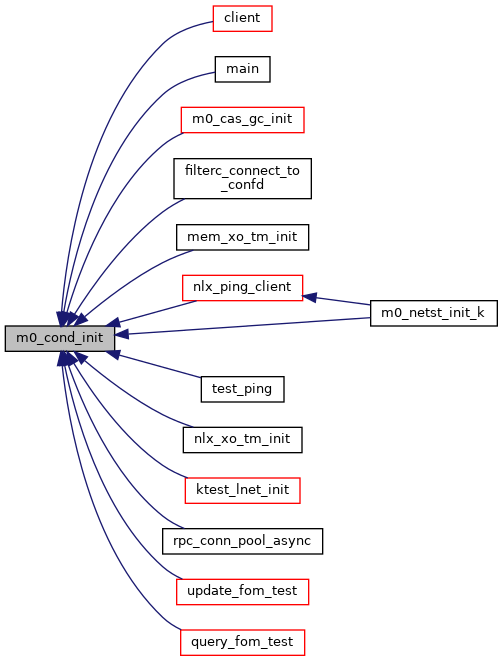 client
main
m0_cas_gc_init
filterc_connect_to
_confd
mem_xo_tm_init
nlx_ping_client
m0_netst_init_k
m0_cond_init
test_ping
nlx_xo_tm_init
ktest_lnet_init
rpc_conn_pool_async
update_fom_test
query_fom_test